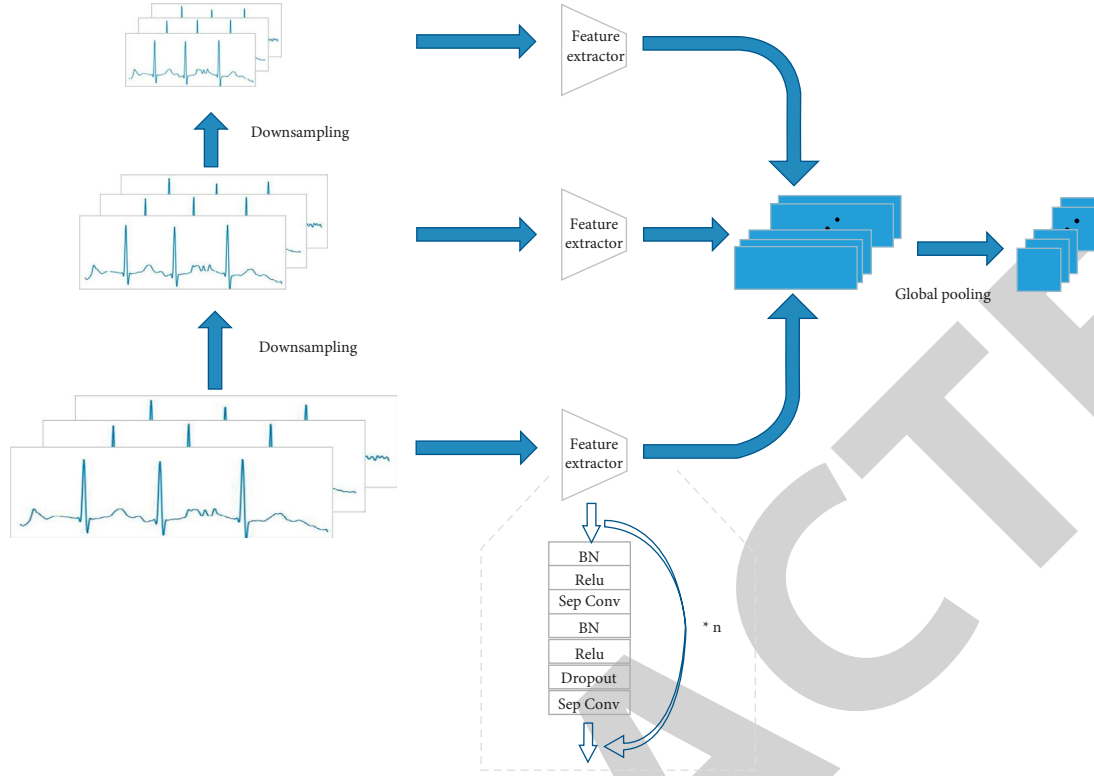 Feature
extractor
Downsampling
Feature
extractor
Global pooling
Downsampling
Feature
extractor
BN
Relu
Sep Conv
BN
* n
Relu
Dropout
Sep Conv
ACTE